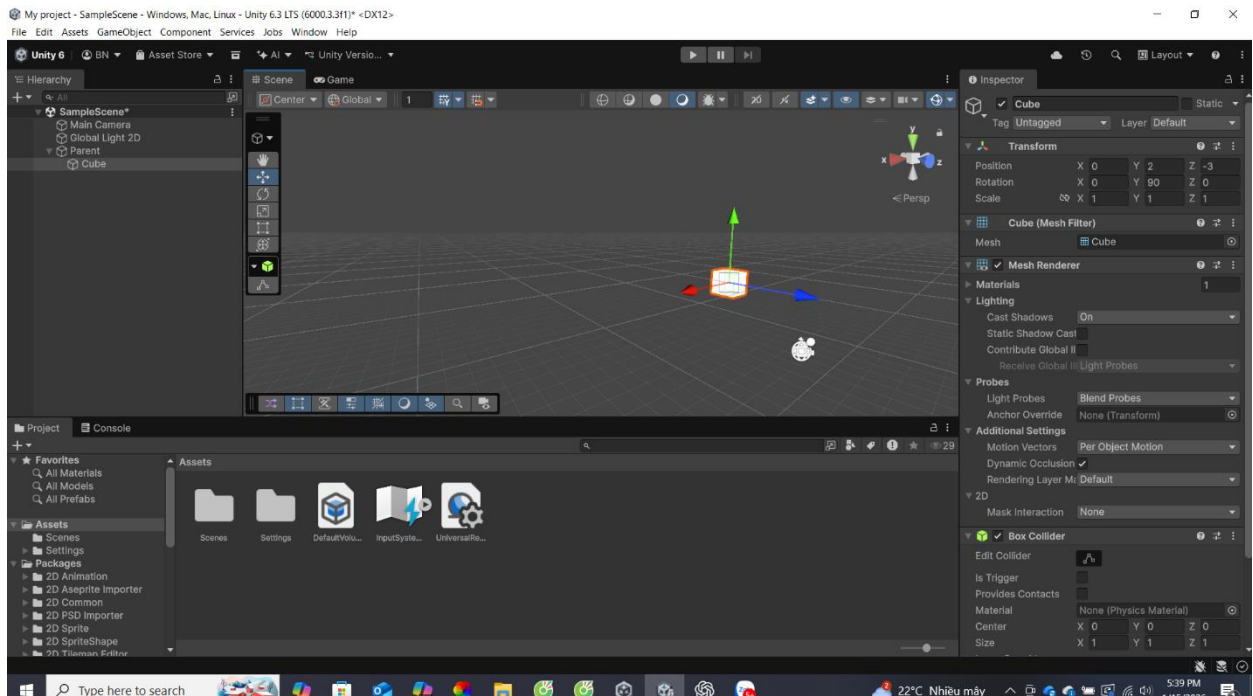 My project - SampleScene - Windows, Mac, Linux - Unity 6.3 LTS (6000.3.3f1)* <DX12>
File Edit Assets GameObject Component Services Jobs Window Help
Unity 6 BN Asset Store AI Unity Versio... Layout
Hierarchy
All
SampleScene*
Main Camera
Global Light 2D
Parent
Cube
Scene Game
Center Global 1 2D
y
x
z
Persp
Inspector
Cube Static
Tag Untagged Layer Default
Transform
Position X 0 Y 2 Z -3
Rotation X 0 Y 90 Z 0
Scale X 1 Y 1 Z 1
Cube (Mesh Filter)
Mesh Cube
Mesh Renderer
Materials 1
Lighting
Cast Shadows On
Static Shadow Cast
Contribute Global Il
Receive Global Ill Light Probes
Probes
Light Probes Blend Probes
Anchor Override None (Transform)
Additional Settings
Motion Vectors Per Object Motion
Dynamic Occlusion
Rendering Layer Ma Default
2D
Mask Interaction None
Box Collider
Edit Collider
Is Trigger
Provides Contacts
Material None (Physics Material)
Center X 0 Y 0 Z 0
Size X 1 Y 1 Z 1
Project Console
29
Favorites
All Materials
All Models
All Prefabs
Assets
Scenes
Settings
Packages
2D Animation
2D Aseprite Importer
2D Common
2D PSD Importer
2D Sprite
2D SpriteShape
2D Tilemap Editor
Assets
Scenes Settings DefaultVolu... InputSyste... UniversalRe...
Type here to search
22°C Nhiều mây
5:39 PM